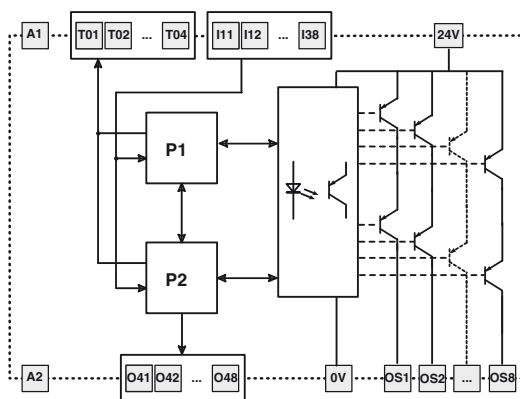 A1 T01 T02 ... T04 I11 I12 ... I38 24V
P1
P2
A2 O41 O42 ... O48 0V OS1 OS2 ... OS8